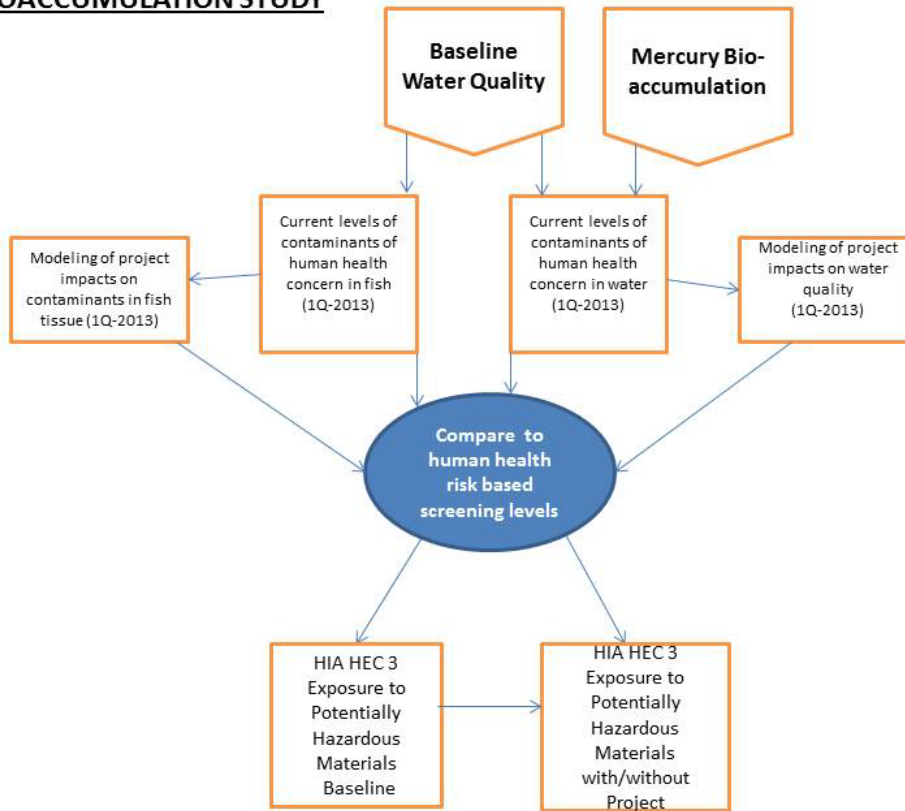 OACCUMULATION STUDY
Baseline
Water Quality
Mercury Bio-
accumulation
Current levels of
contaminants of
human health
concern in fish
(1Q-2013)
Current levels of
contaminants of
human health
concern in water
(1Q-2013)
Modeling of project
impacts on
contaminants in fish
tissue (1Q-2013)
Modeling of project
impacts on water
quality
(1Q-2013)
Compare to
human health
risk based
screening levels
HIA HEC 3
Exposure to
Potentially
Hazardous
Materials
Baseline
HIA HEC 3
Exposure to
Potentially
Hazardous
Materials
with/without
Project